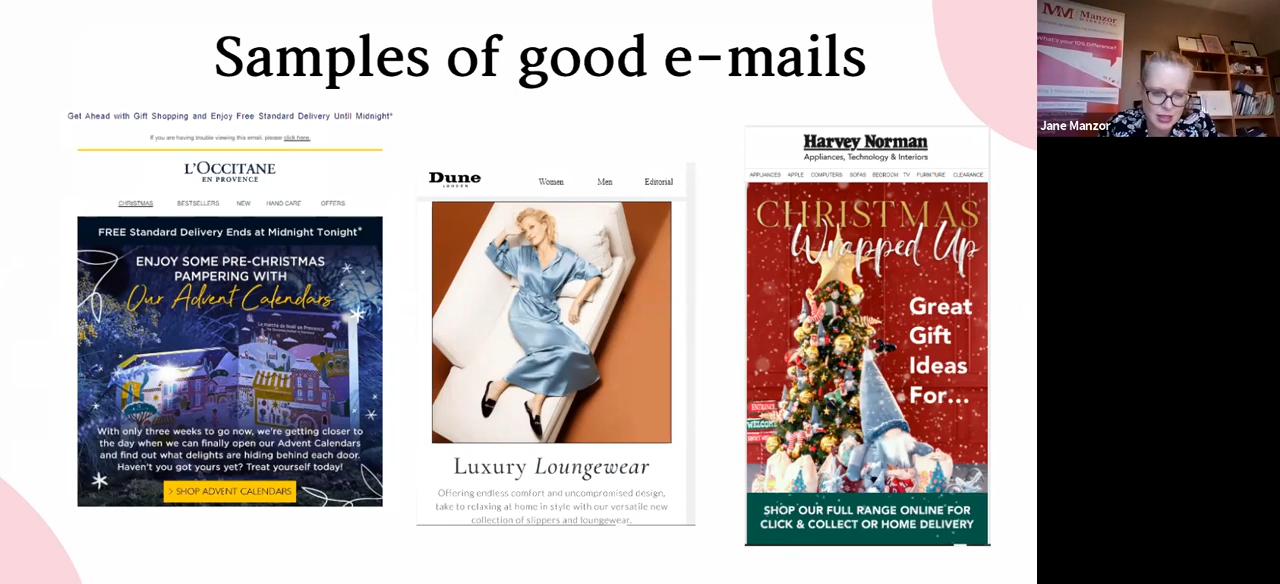 Samples of good e-mails
Get Ahead with Gift Shopping and Enjoy Free Standard Delivery Until Midnight*
If you are having trouble viewing this email, please click here.
L'OCCITANE
EN PROVENCE
CHRISTMAS BESTSELLERS NEW HAND CARE OFFERS
FREE Standard Delivery Ends at Midnight Tonight*
ENJOY SOME PRE-CHRISTMAS
PAMPERING WITH
Our Advent Calendars
With only three weeks to go now, we're getting closer to
the day when we can finally open our Advent Calendars
and find out what delights are hiding behind each door.
Haven't you got yours yet? Treat yourself today!
> SHOP ADVENT CALENDARS
Dune
LONDON
Women Men Editorial
Luxury Loungewear
Offering endless comfort and uncompromised design,
take to relaxing at home in style with our versatile new
collection of slippers and loungewear.
Harvey Norman
Appliances, Technology & Interiors
APPLIANCES APPLE COMPUTERS SOFAS BEDROOM TV FURNITURE CLEARANCE
CHRISTMAS
Wrapped Up
Great
Gift
Ideas
For...
WELCOME
SHOP OUR FULL RANGE ONLINE FOR
CLICK & COLLECT OR HOME DELIVERY
MM Manzor
MARKETING
What's your 10% Difference?
Jane Manzor